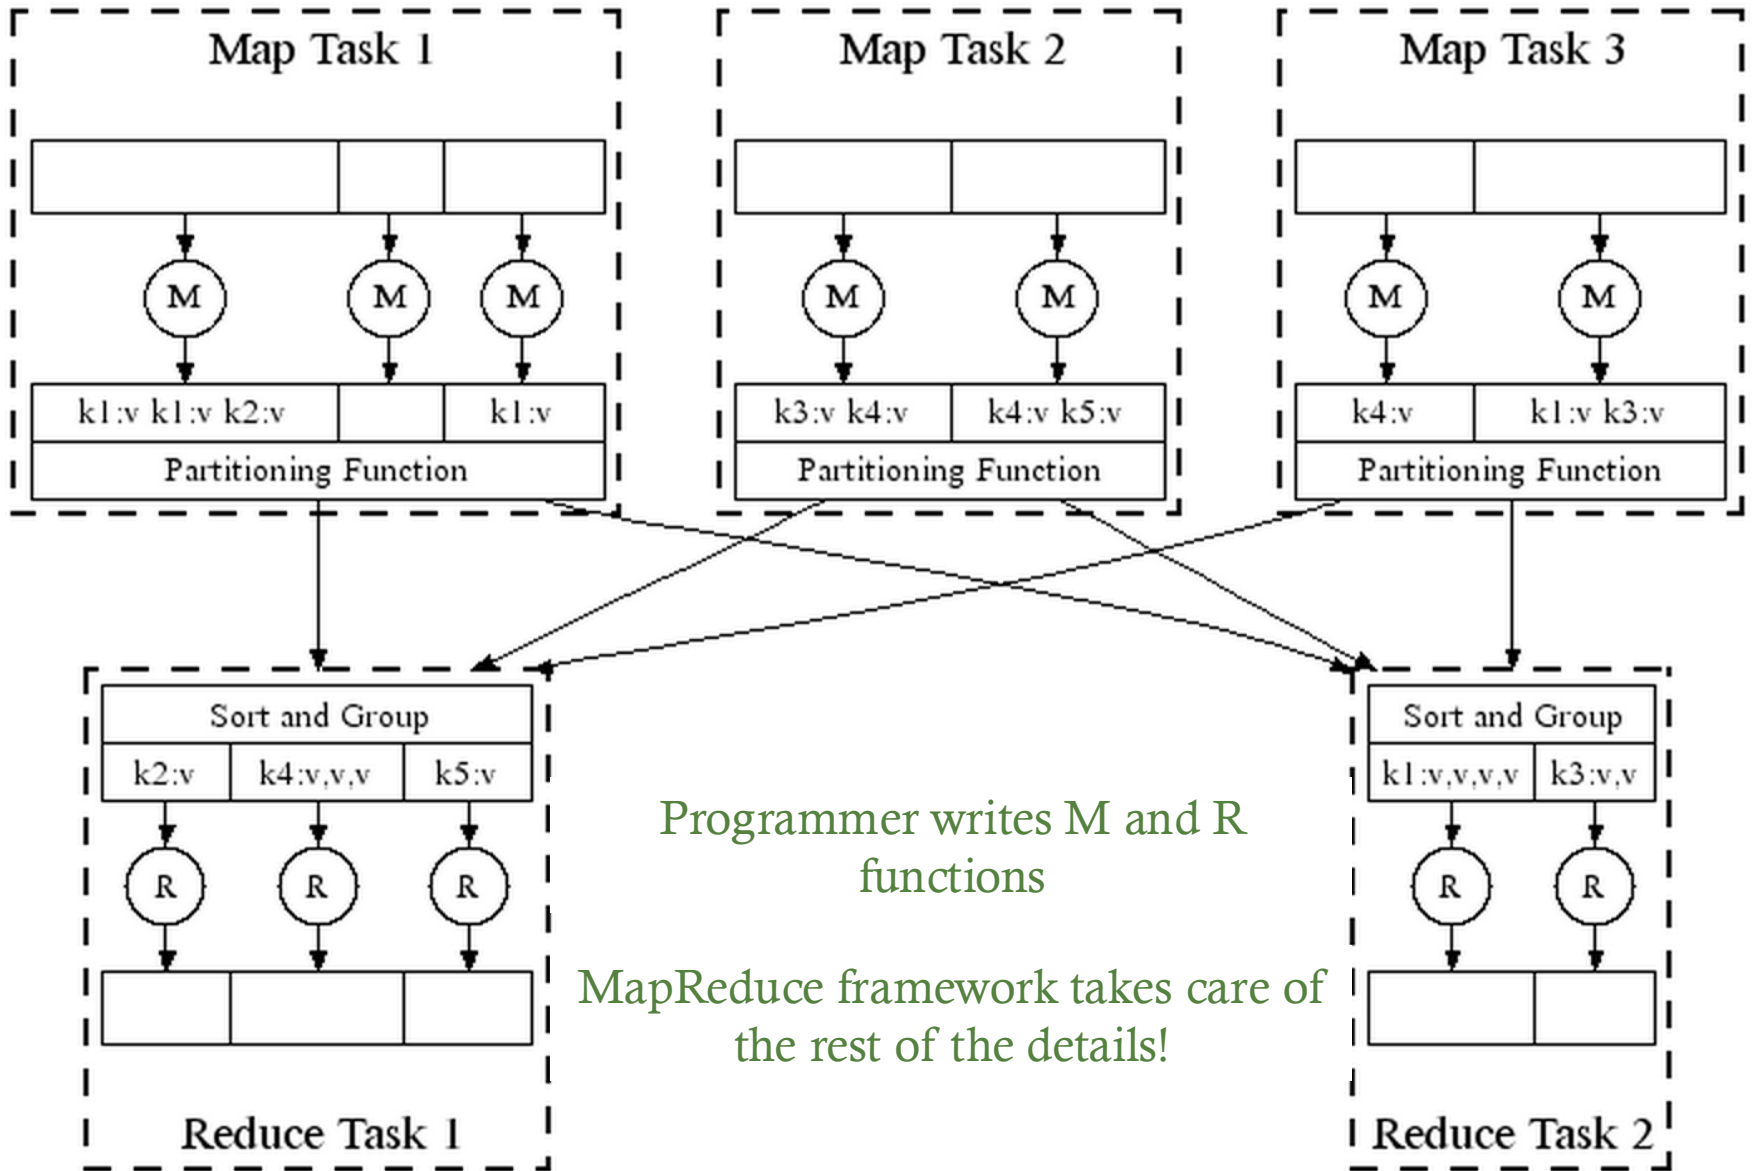 Map Task 1
Map Task 2
Map Task 3
M
M
M
M
M
M
M
k1:v k1:v k2:v
k1:v
k3:v k4:v
k4:v k5:v
k4:v
k1:v k3:v
Partitioning Function
Partitioning Function
Partitioning Function
Sort and Group
Sort and Group
k2:v
k4:v,v,v
k5:v
k1:v,v,v,v
k3:v,v
R
R
R
R
R
Programmer writes M and R
functions
MapReduce framework takes care of
the rest of the details!
Reduce Task 1
Reduce Task 2